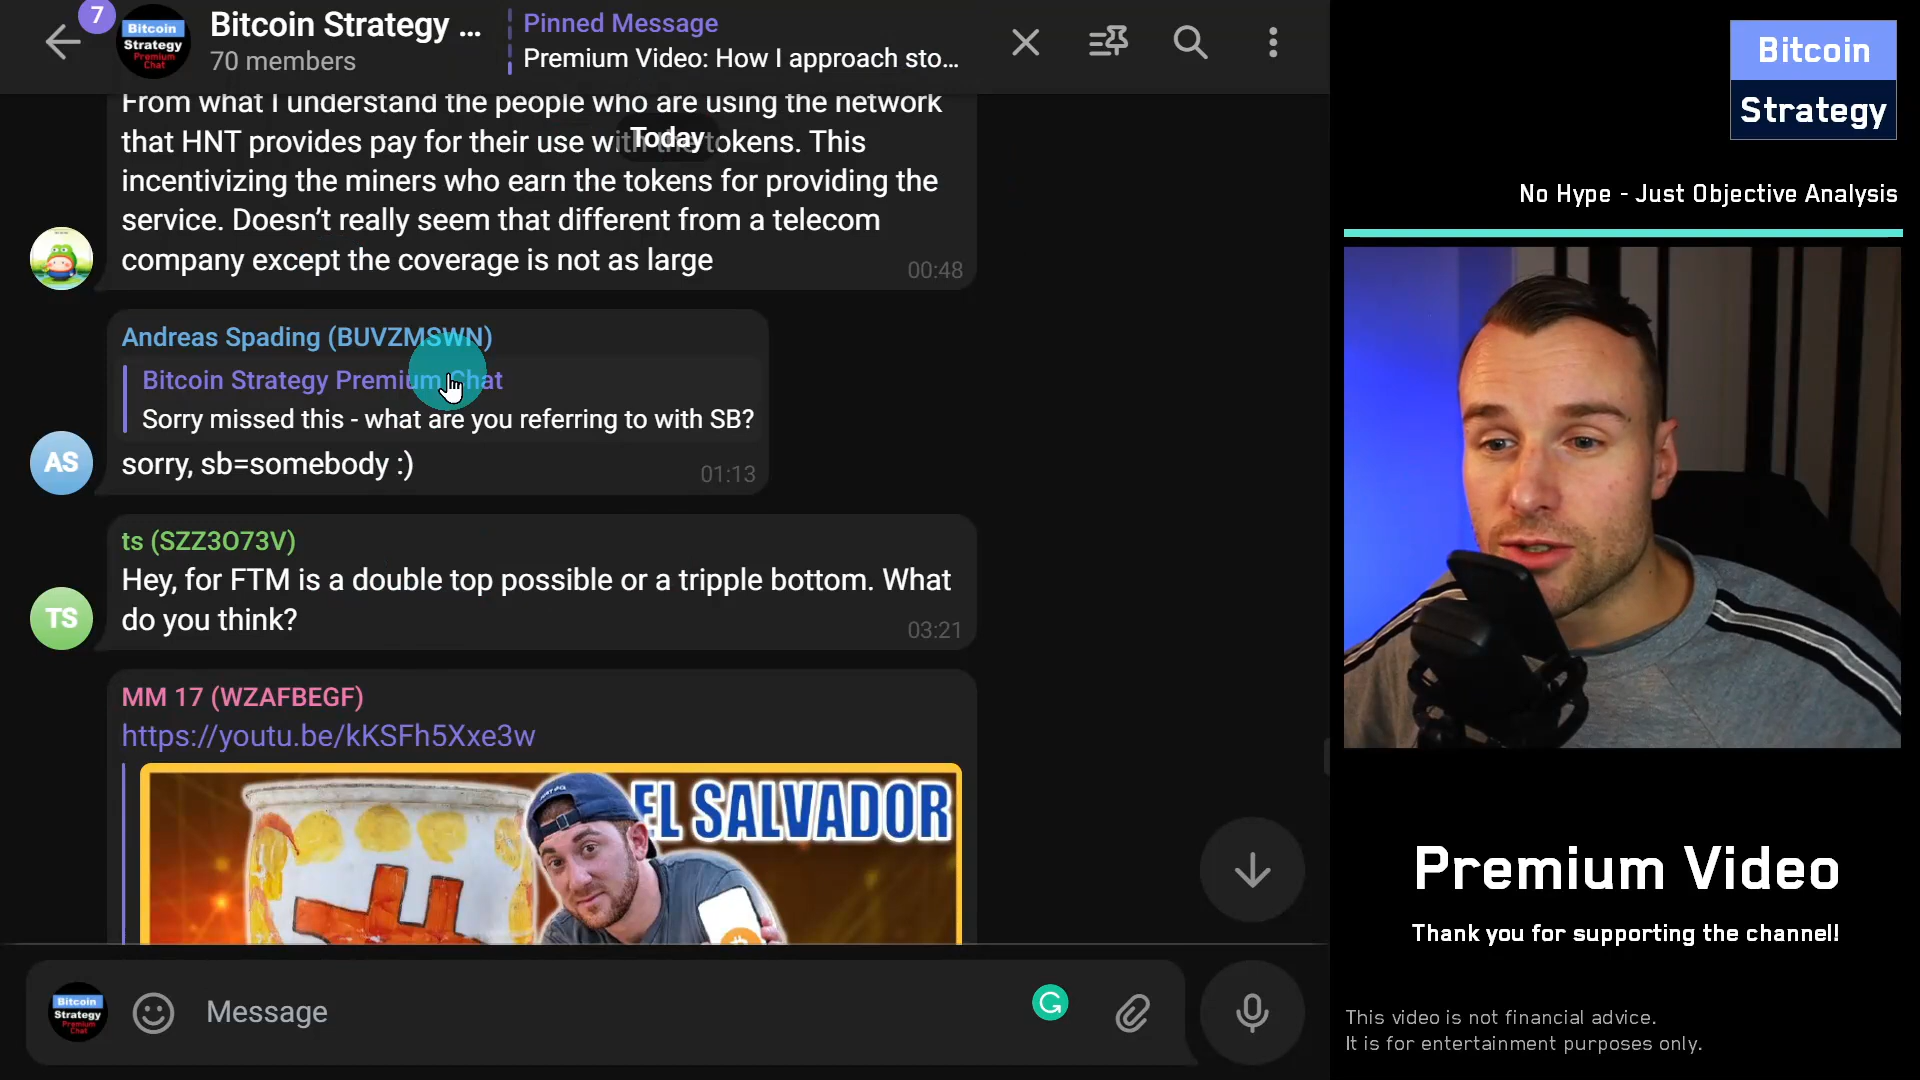 7
Bitcoin
Strategy
Premium
Chat
Bitcoin Strategy ...
70 members
Pinned Message
Premium Video: How I approach sto...
From what I understand the people who are using the network
that HNT provides pay for their use with the tokens. This
Today
incentivizing the miners who earn the tokens for providing the
service. Doesn't really seem that different from a telecom
company except the coverage is not as large
00:48
Andreas Spading (BUVZMSWN)
Bitcoin Strategy Premium Chat
Sorry missed this - what are you referring to with SB?
AS
sorry, sb=somebody :)
01:13
ts (SZZ3O73V)
Hey, for FTM is a double top possible or a tripple bottom. What
do you think?
TS
03:21
MM 17 (WZAFBEGF)
https://youtu.be/kKSFh5Xxe3w
EL SALVADOR
Bitcoin
Strategy
Premium
Chat
Message
G
Bitcoin
Strategy
No Hype - Just Objective Analysis
Premium Video
Thank you for supporting the channel!
This video is not financial advice.
It is for entertainment purposes only.